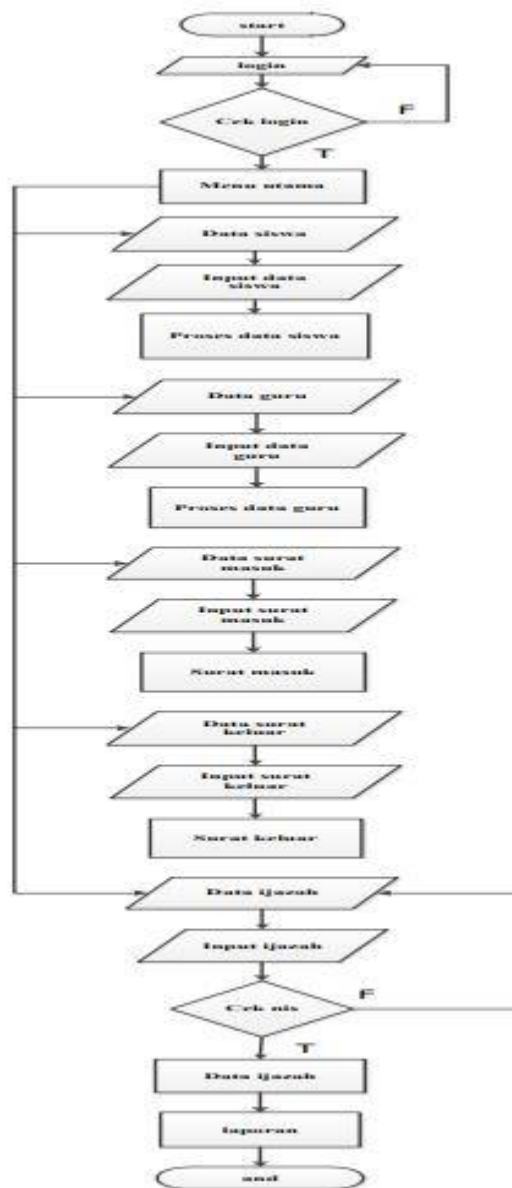 start
login
Cek login
F
T
Menu utama
Data siswa
Input data
siswa
Proses data siswa
Data guru
Input data
guru
Proses data guru
Data surat
masuk
Input surat
masuk
Surat masuk
Data surat
keluar
Input surat
keluar
Surat keluar
Data ijazah
Input ijazah
Cek nis
F
T
Data ijazah
laporan
and